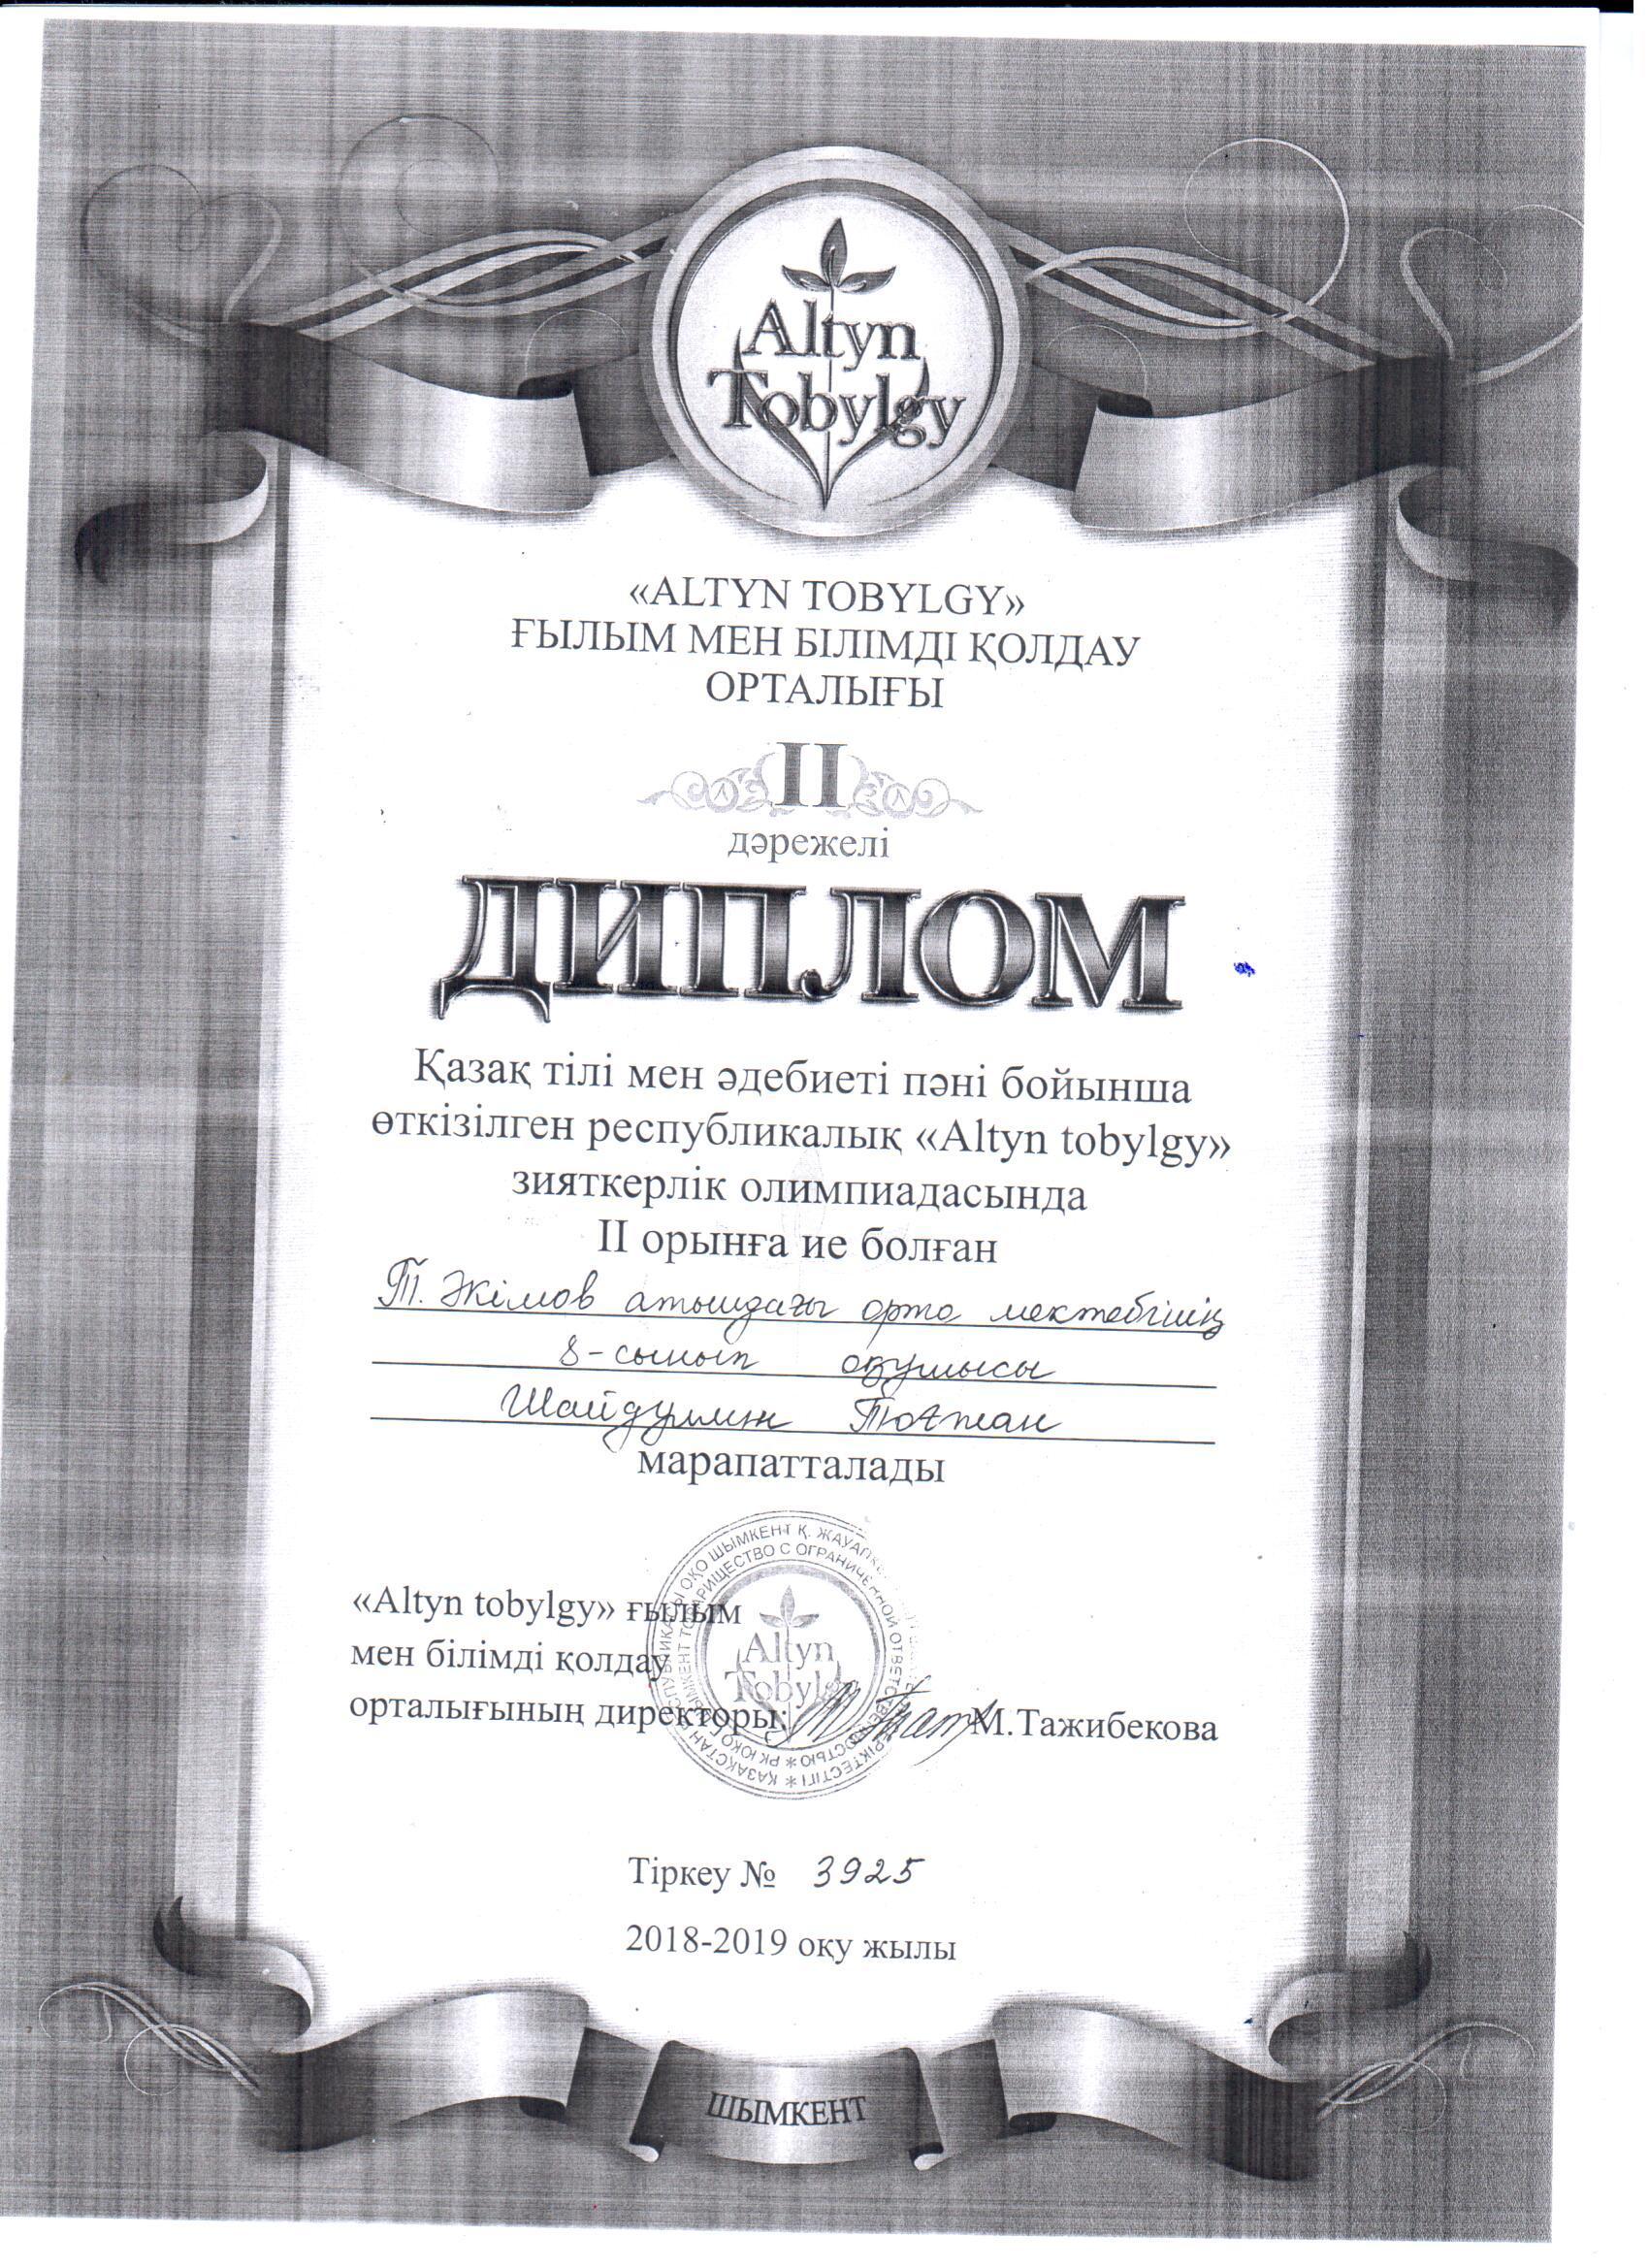 Altyn
Tobylgy
«ALTYN TOBYLGY»
ҒЫЛЫМ МЕН БІЛІМДІ ҚОЛДАУ
ОРТАЛЫҒЫ
II
дәрежелі
ДИПЛОМ
Қазақ тілі мен әдебиеті пәні бойынша
өткізілген республикалық «Altyn tobylgy»
зияткерлік олимпиадасында
II орынға ие болған
Т. Әкімов атындағы орта мектебінің
8-сынып оқушысы
Шайдуллин
марапатталады
«Altyn tobylgy» ғылым
мен білімді қолдау
орталығының директоры:
М.Тажибекова
Altyn
Тіркеу № 3925
2018-2019 оқу жылы
ШЫМКЕНТ